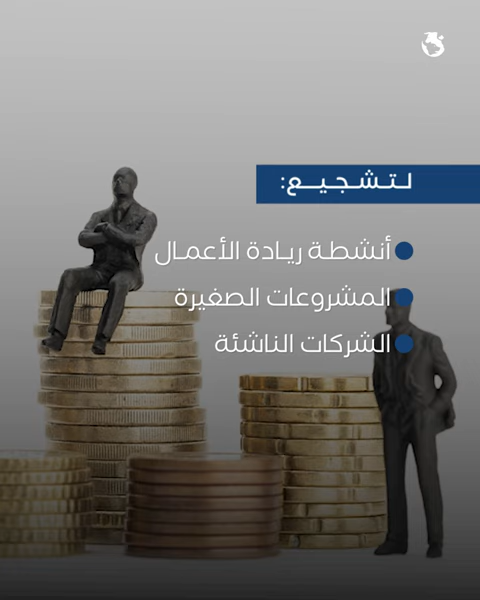 لتشجيع:
أنشطة ريادة الأعمال
المشروعات الصغيرة
الشركات الناشئة